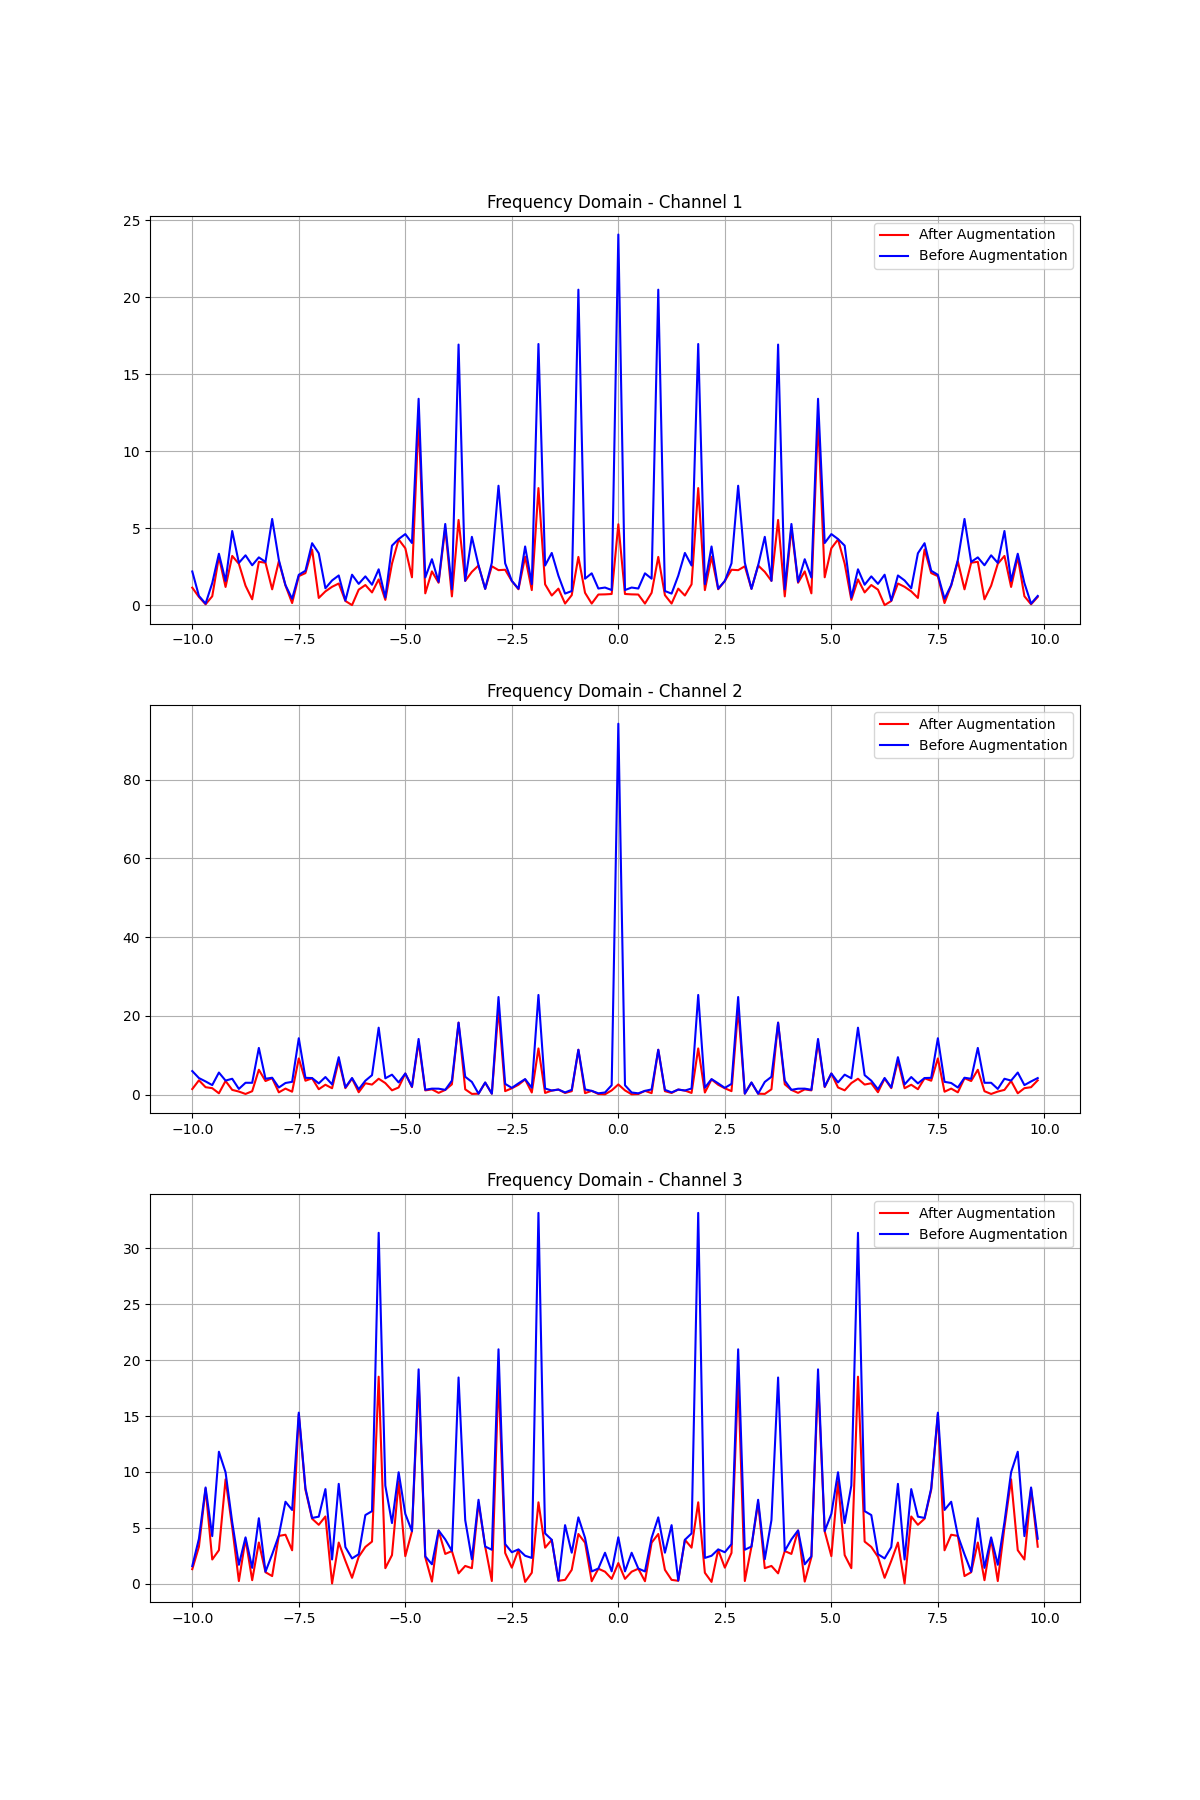 Frequency Domain - Channel 1
25
20
15
10
5
0
After Augmentation
Before Augmentation
−10.0 −7.5 −5.0 −2.5 0.0 2.5 5.0 7.5 10.0
Frequency Domain - Channel 2
80
60
40
20
0
After Augmentation
Before Augmentation
−10.0 −7.5 −5.0 −2.5 0.0 2.5 5.0 7.5 10.0
Frequency Domain - Channel 3
30
25
20
15
10
5
0
After Augmentation
Before Augmentation
−10.0 −7.5 −5.0 −2.5 0.0 2.5 5.0 7.5 10.0